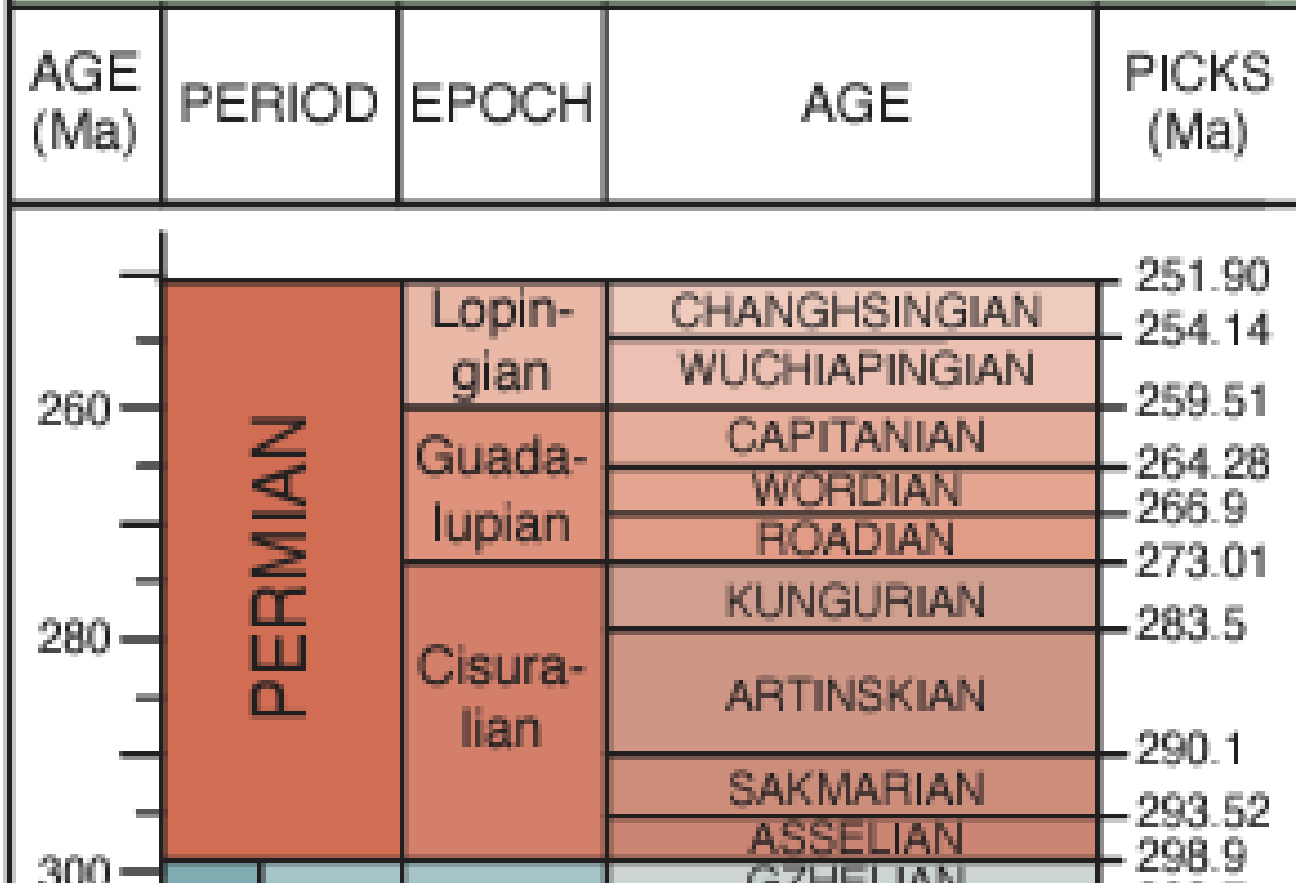 AGE
(Ma)
PERIOD
EPOCH
AGE
PICKS
(Ma)
260
280
300
PERMIAN
Lopin-
gian
Guada-
lupian
Cisura-
lian
CHANGHSINGIAN
WUCHIAPINGIAN
CAPITANIAN
WORDIAN
ROADIAN
KUNGURIAN
ARTINSKIAN
SAKMARIAN
ASSELIAN
GZHELIAN
251.90
254.14
259.51
264.28
266.9
273.01
283.5
290.1
293.52
298.9